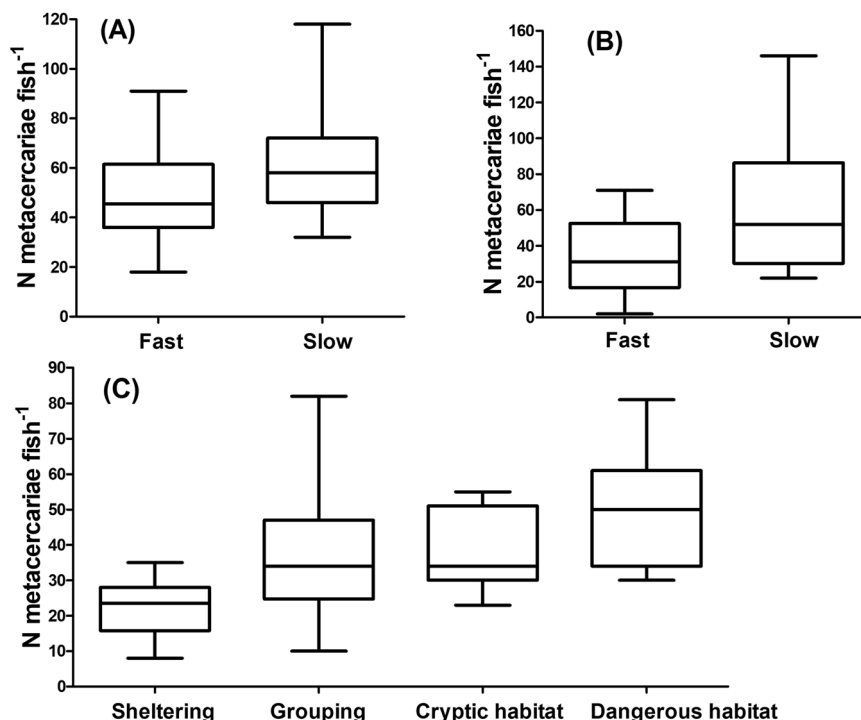 (A)
N metacercariae fish-1
120
100
80
60
40
20
0
Fast Slow
(B)
N metacercariae fish-1
160
140
120
100
80
60
40
20
0
Fast Slow
(C)
N metacercariae fish-1
90
80
70
60
50
40
30
20
10
0
Sheltering Grouping Cryptic habitat Dangerous habitat